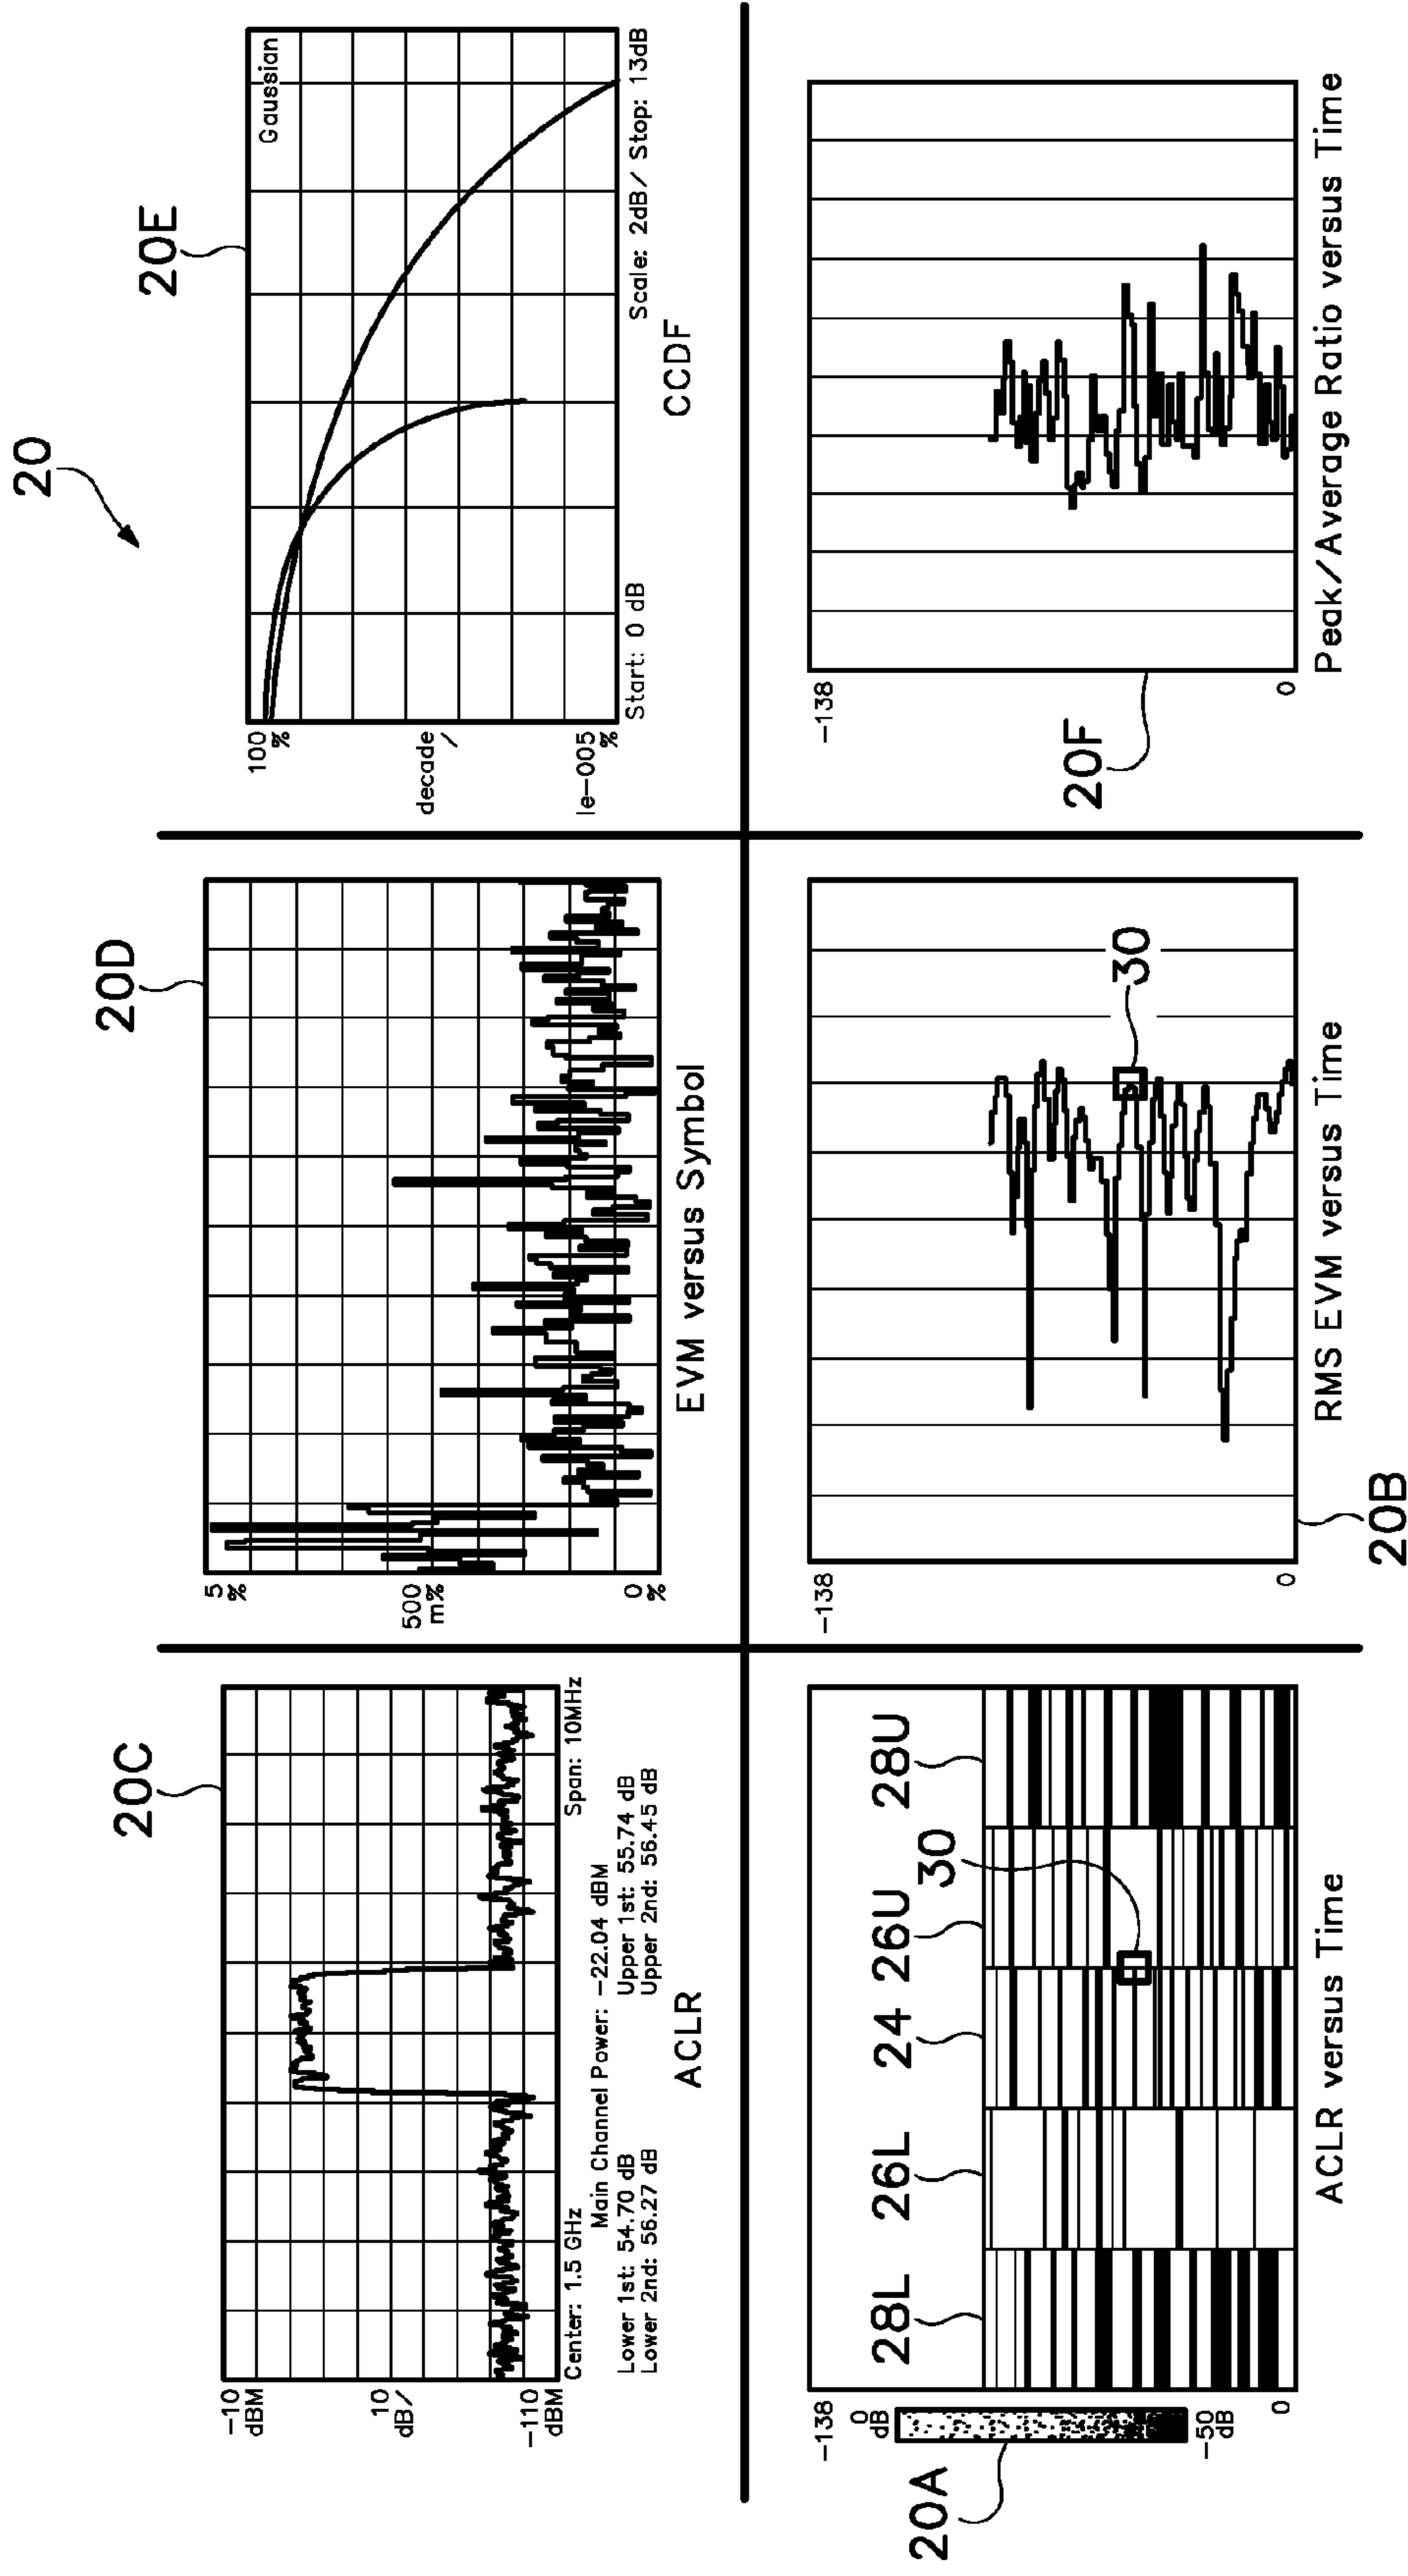 20
20C
-10
dBM
10
dB/
-110
dBM
Center: 1.5 GHz
Span: 10MHz
Main Channel Power: -22.04 dBM
Lower 1st: 54.70 dB
Upper 1st: 55.74 dB
Lower 2nd: 56.27 dB
Upper 2nd: 56.45 dB
ACLR
20D
5
%
500
m%
0
%
EVM versus Symbol
20E
Gaussian
100
%
decade
/
le-005
%
Start: 0 dB
Scale: 2dB/ Stop: 13dB
CCDF
20A
-138
0
dB
-50
dB
0
28L
26L
24
26U
30
28U
ACLR versus Time
-138
0
30
RMS EVM versus Time
20B
-138
0
20F
Peak/Average Ratio versus Time